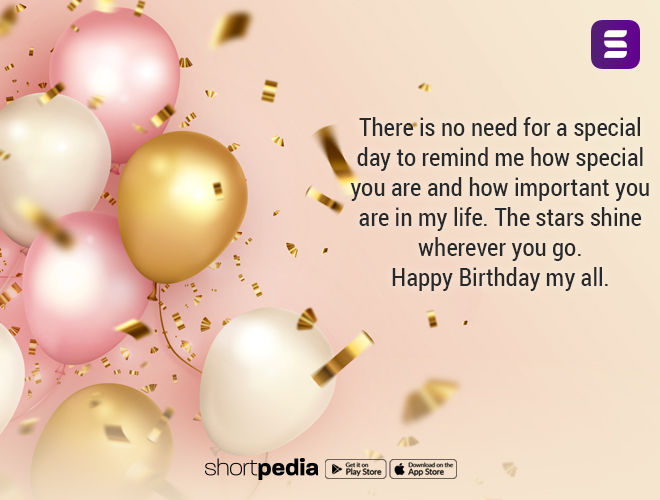 There is no need for a special
day to remind me how special
you are and how important you
are in my life. The stars shine
wherever you go.
Happy Birthday my all.
shortpedia
Get it on
Play Store
Download on the
App Store